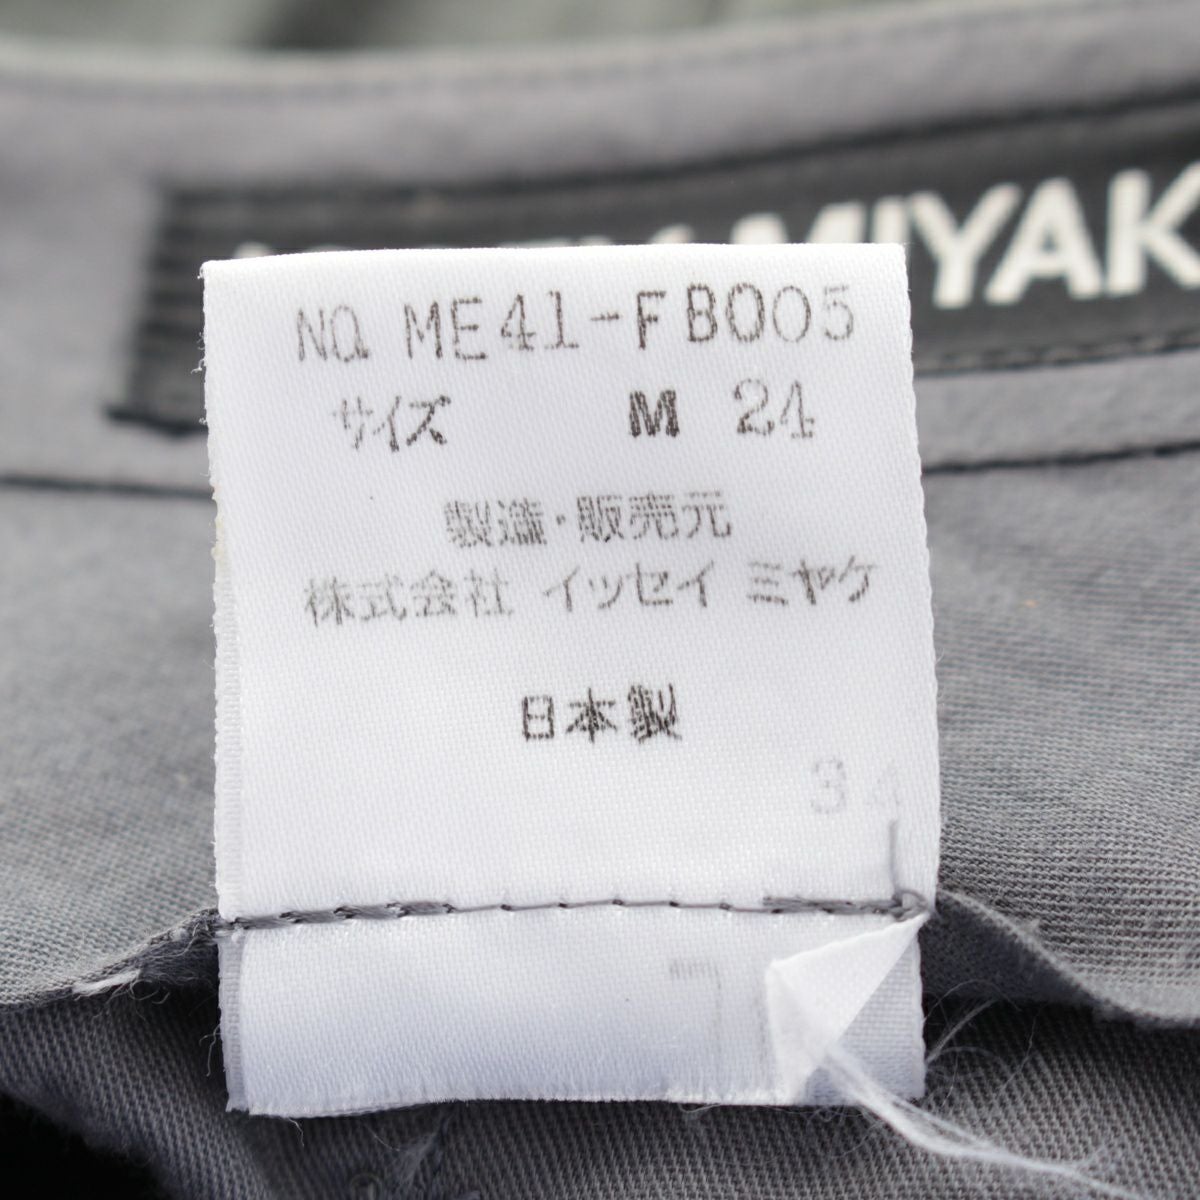 MIYAK
NO. ME41-FB005
サイズ M 24
製造・販売元
株式会社 イッセイ ミヤケ
日本製
34